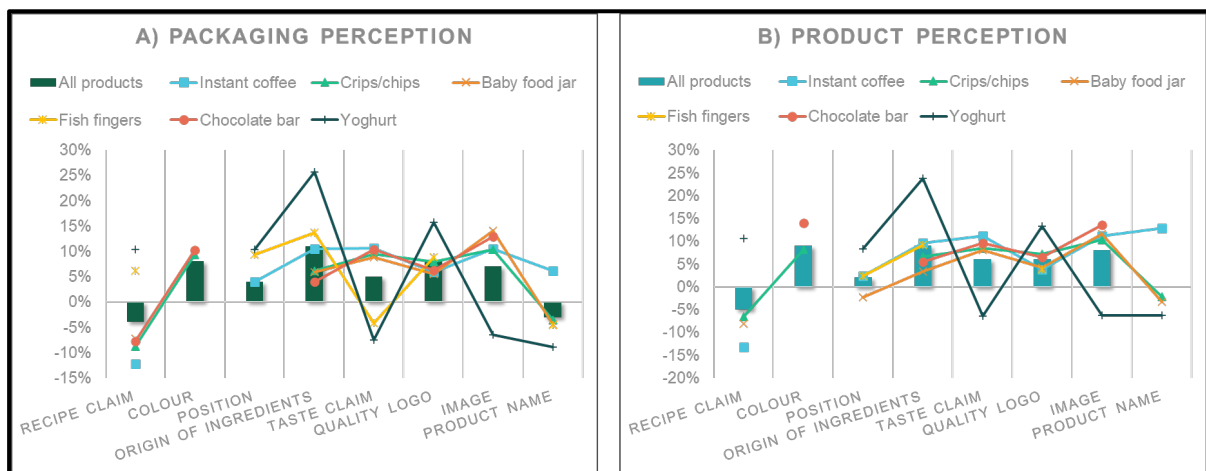 A) PACKAGING PERCEPTION
All products
Instant coffee
Crips/chips
Baby food jar
Fish fingers
Chocolate bar
Yoghurt
30%
25%
20%
15%
10%
5%
0%
-5%
-10%
-15%
RECIPE CLAIM
COLOUR
POSITION
ORIGIN OF INGREDIENTS
TASTE CLAIM
QUALITY LOGO
IMAGE
PRODUCT NAME
B) PRODUCT PERCEPTION
All products
Instant coffee
Crips/chips
Baby food jar
Fish fingers
Chocolate bar
Yoghurt
30%
25%
20%
15%
10%
5%
0%
-5%
-10%
-15%
-20%
RECIPE CLAIM
COLOUR
POSITION
ORIGIN OF INGREDIENTS
TASTE CLAIM
QUALITY LOGO
IMAGE
PRODUCT NAME